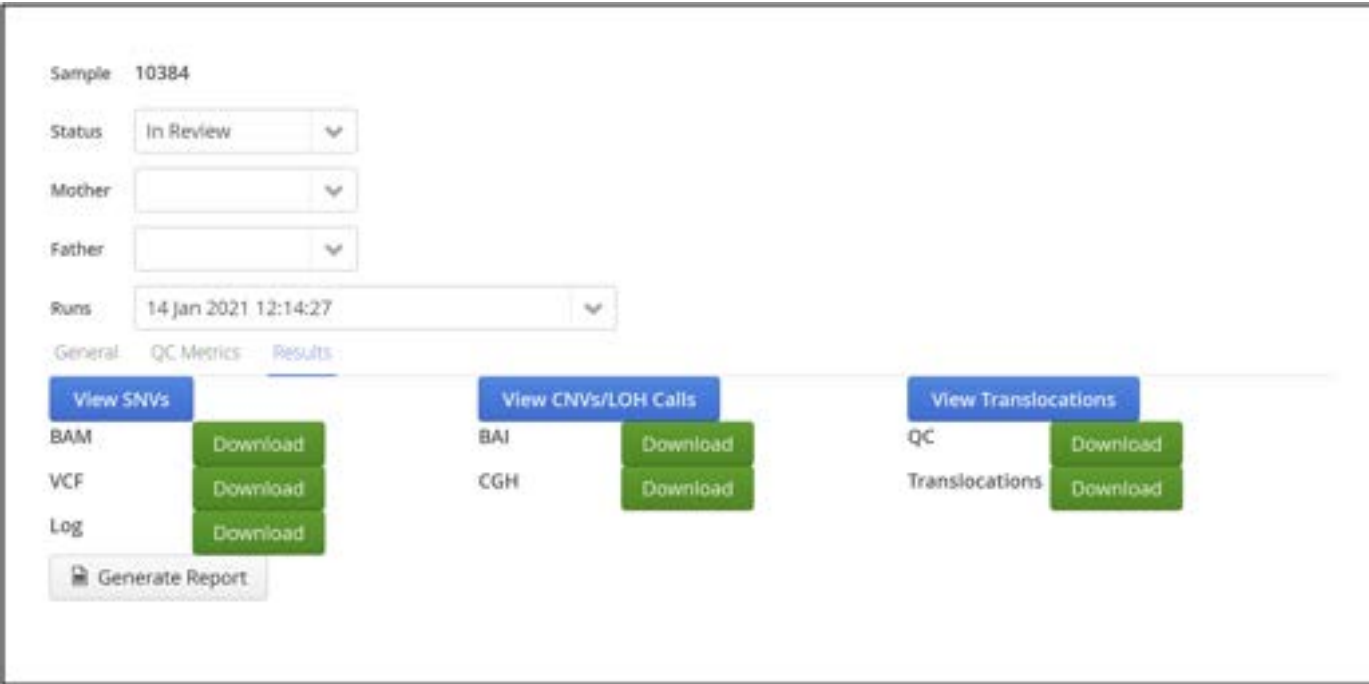 Sample 10384
Status In Review
Mother
Father
Runs 14 Jan 2021 12:14:27
General QC Metrics Results
View SNVs View CNVs/LOH Calls View Translocations
BAM Download BAI Download QC Download
VCF Download CGH Download Translocations Download
Log Download
Generate Report